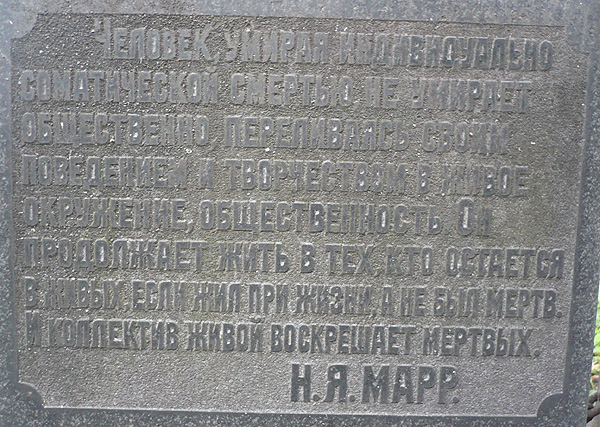 Человек, умирая индивидуально
соматической смертью, не умирает
общественно, переливаясь своим
поведением и творчеством в живое
окружение, общественность. Он
продолжает жить в тех, кто остается
в живых, если жил при жизни, а не был мертв.
И коллектив живой воскрешает мертвых.
Н.Я. Марр.